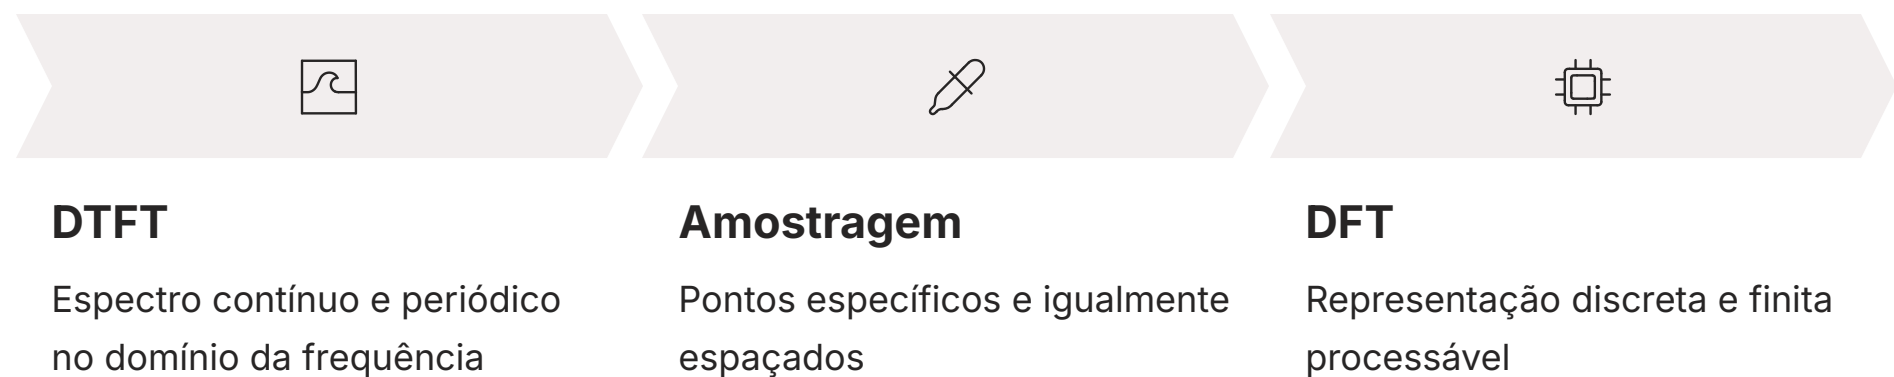 DTFT
Espectro contínuo e periódico
no domínio da frequência
Amostragem
Pontos específicos e igualmente
espaçados
DFT
Representação discreta e finita
processável